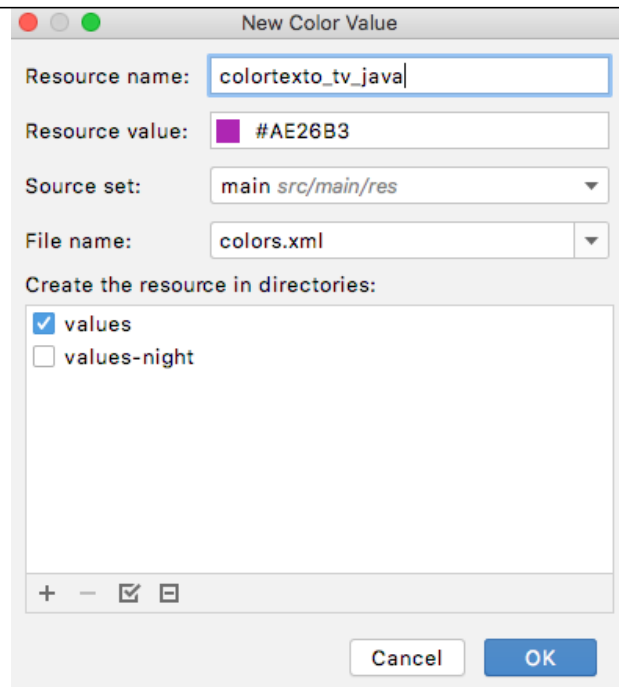 New Color Value
Resource name: colortexto_tv_java
Resource value: #AE26B3
Source set: main src/main/res
File name: colors.xml
Create the resource in directories:
values
values-night
Cancel OK